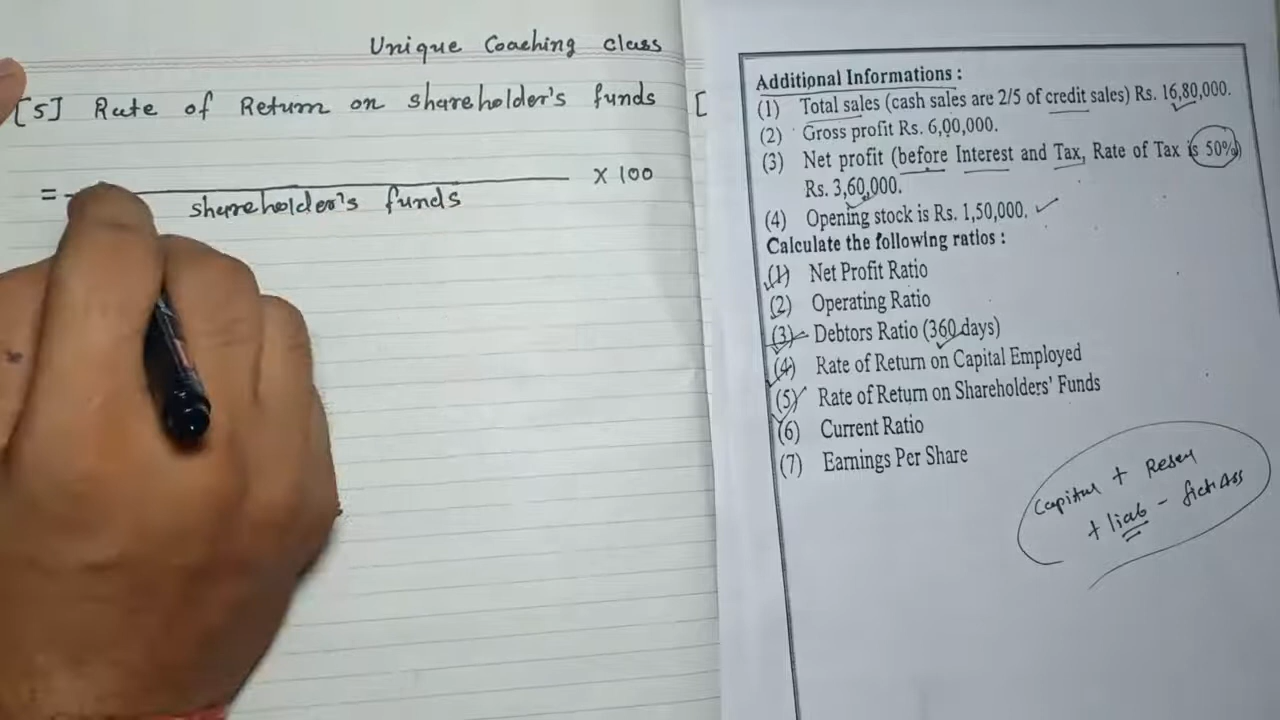 Unique Coaching class
[5] Rate of Return on shareholder's funds [
= shareholder's funds × 100
Additional Informations :
(1) Total sales (cash sales are 2/5 of credit sales) Rs. 16,80,000.
(2) Gross profit Rs. 6,00,000.
(3) Net profit (before Interest and Tax, Rate of Tax is 50%)
Rs. 3,60,000.
(4) Opening stock is Rs. 1,50,000.
Calculate the following ratios :
(1) Net Profit Ratio
(2) Operating Ratio
(3) Debtors Ratio (360 days)
(4) Rate of Return on Capital Employed
(5) Rate of Return on Shareholders' Funds
(6) Current Ratio
(7) Earnings Per Share
+
+ liab -